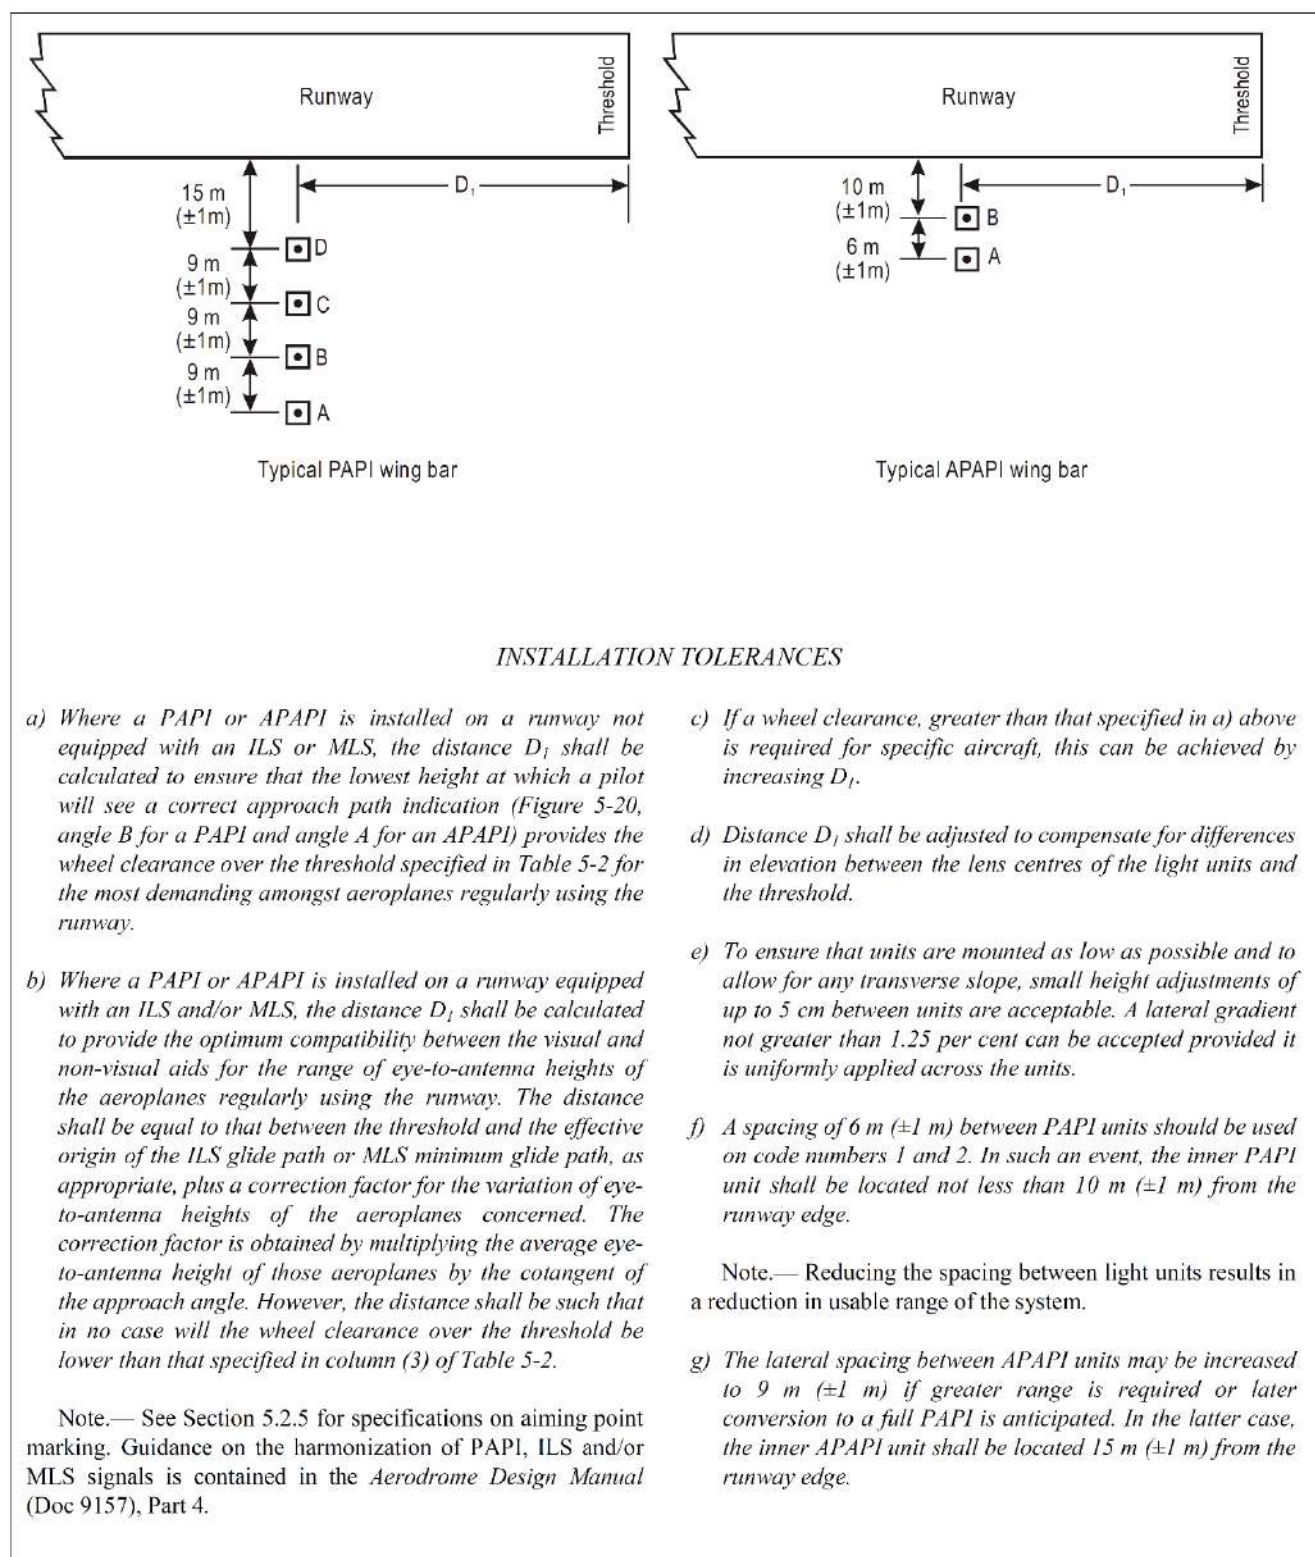 Runway
Threshold
15 m
(±1m)
D₁
D
9 m
(±1m)
C
9 m
(±1m)
B
9 m
(±1m)
A
Typical PAPI wing bar
Runway
Threshold
10 m
(±1m)
D₁
B
6 m
(±1m)
A
Typical APAPI wing bar
INSTALLATION TOLERANCES
a) Where a PAPI or APAPI is installed on a runway not
equipped with an ILS or MLS, the distance D₁ shall be
calculated to ensure that the lowest height at which a pilot
will see a correct approach path indication (Figure 5-20,
angle B for a PAPI and angle A for an APAPI) provides the
wheel clearance over the threshold specified in Table 5-2 for
the most demanding amongst aeroplanes regularly using the
runway.
b) Where a PAPI or APAPI is installed on a runway equipped
with an ILS and/or MLS, the distance D₁ shall be calculated
to provide the optimum compatibility between the visual and
non-visual aids for the range of eye-to-antenna heights of
the aeroplanes regularly using the runway. The distance
shall be equal to that between the threshold and the effective
origin of the ILS glide path or MLS minimum glide path, as
appropriate, plus a correction factor for the variation of eye-
to-antenna heights of the aeroplanes concerned. The
correction factor is obtained by multiplying the average eye-
to-antenna height of those aeroplanes by the cotangent of
the approach angle. However, the distance shall be such that
in no case will the wheel clearance over the threshold be
lower than that specified in column (3) of Table 5-2.
Note.— See Section 5.2.5 for specifications on aiming point
marking. Guidance on the harmonization of PAPI, ILS and/or
MLS signals is contained in the Aerodrome Design Manual
(Doc 9157), Part 4.
c) If a wheel clearance, greater than that specified in a) above
is required for specific aircraft, this can be achieved by
increasing D₁.
d) Distance D₁ shall be adjusted to compensate for differences
in elevation between the lens centres of the light units and
the threshold.
e) To ensure that units are mounted as low as possible and to
allow for any transverse slope, small height adjustments of
up to 5 cm between units are acceptable. A lateral gradient
not greater than 1.25 per cent can be accepted provided it
is uniformly applied across the units.
f) A spacing of 6 m (±1 m) between PAPI units should be used
on code numbers 1 and 2. In such an event, the inner PAPI
unit shall be located not less than 10 m (±1 m) from the
runway edge.
Note.— Reducing the spacing between light units results in
a reduction in usable range of the system.
g) The lateral spacing between APAPI units may be increased
to 9 m (±1 m) if greater range is required or later
conversion to a full PAPI is anticipated. In the latter case,
the inner APAPI unit shall be located 15 m (±1 m) from the
runway edge.